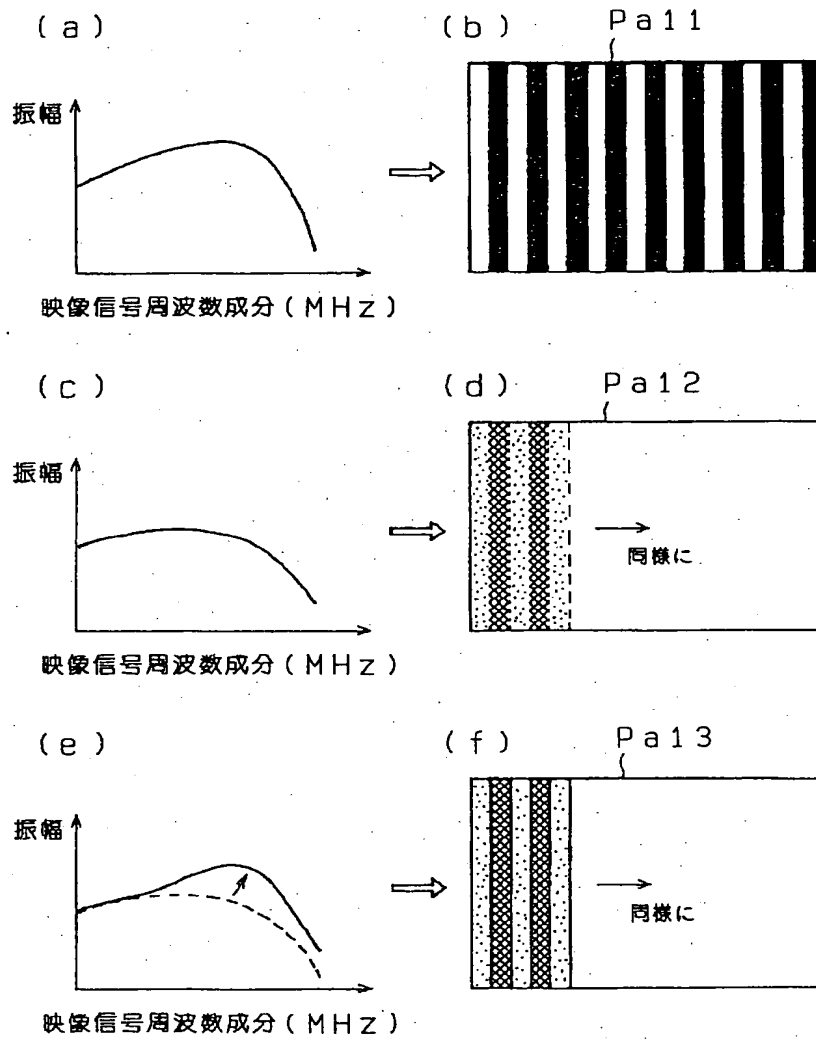 (a)
(b)
Pa11
振幅
映像信号周波数成分(MHz)
(c)
(d)
Pa12
振幅
同様に
映像信号周波数成分(MHz)
(e)
(f)
Pa13
振幅
同様に
映像信号周波数成分(MHz)